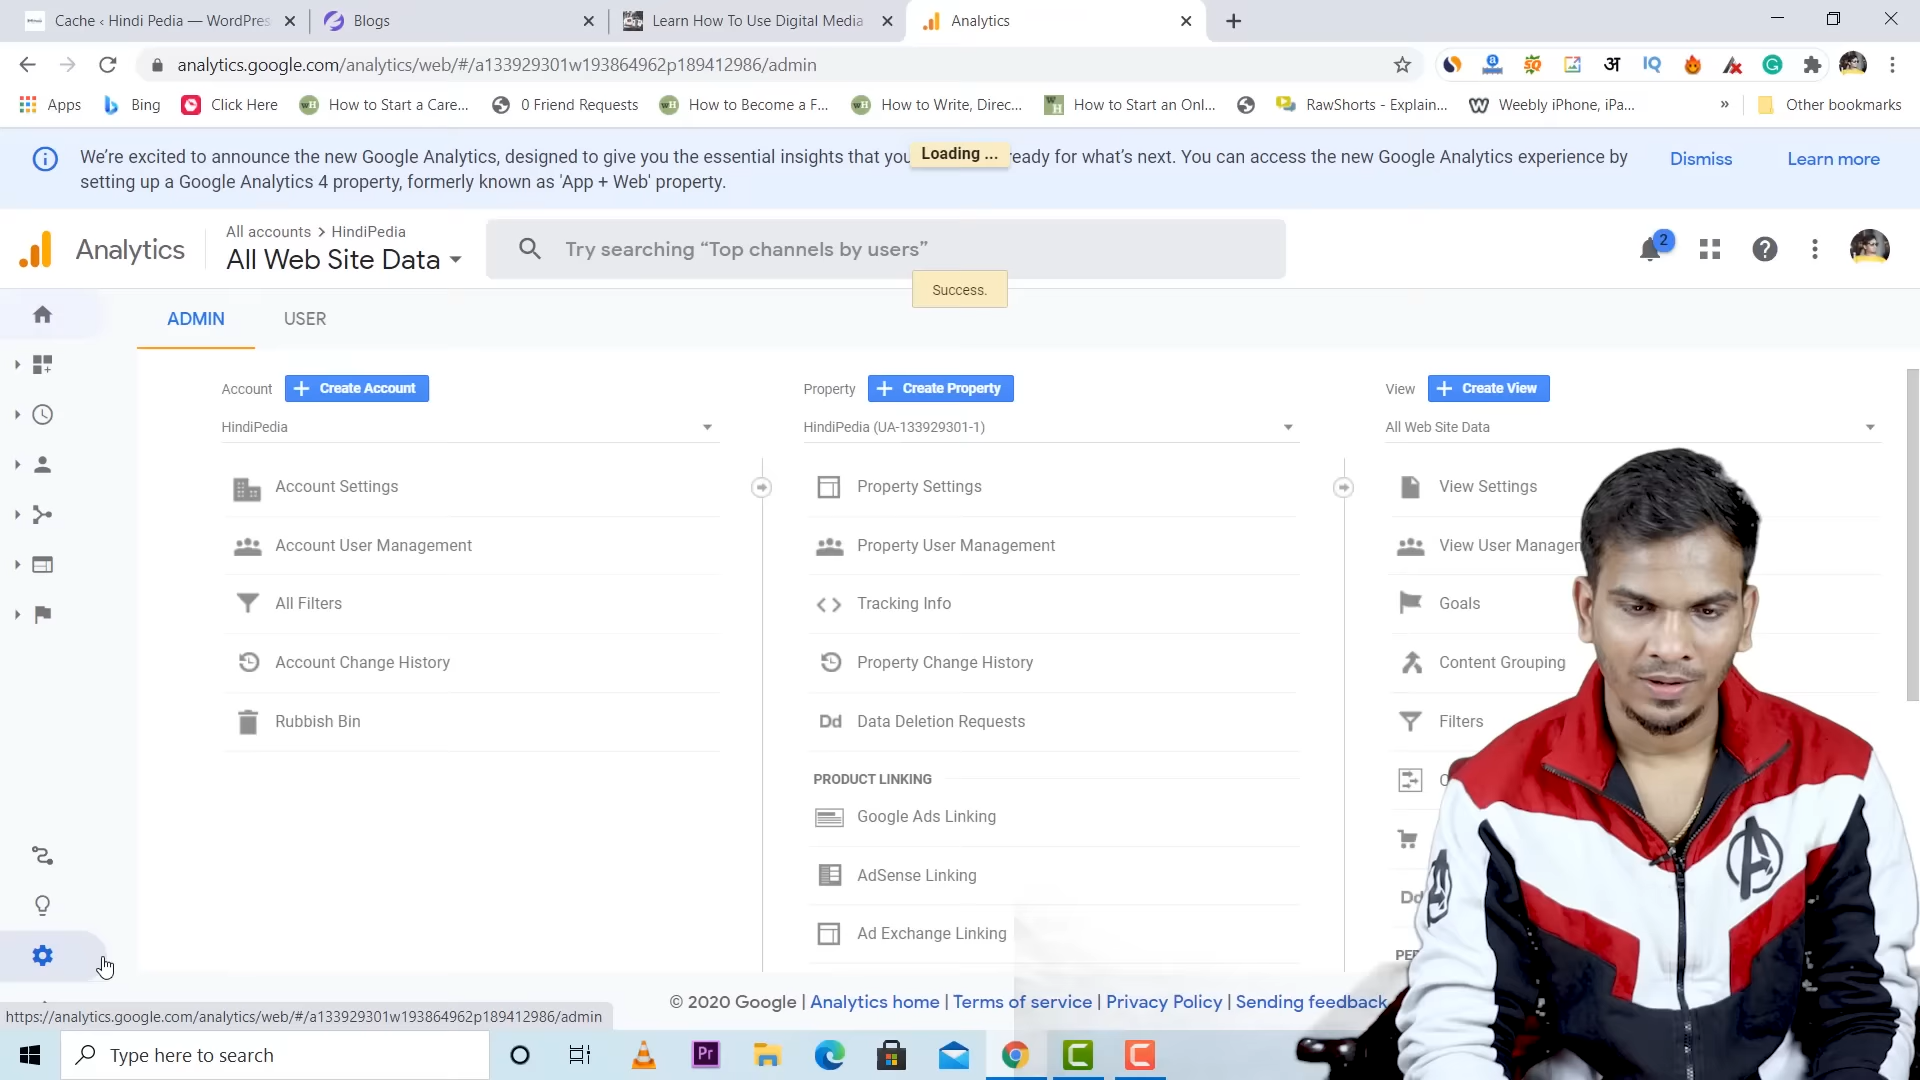 Cache ‹ Hindi Pedia — WordPres
Blogs
Learn How To Use Digital Media
Analytics
analytics.google.com/analytics/web/#/a133929301w193864962p189412986/admin
Apps
Bing
Click Here
How to Start a Care...
0 Friend Requests
How to Become a F...
How to Write, Direc...
How to Start an Onl...
RawShorts - Explain...
Weebly iPhone, iPa...
»
Other bookmarks
We’re excited to announce the new Google Analytics, designed to give you the essential insights that you
Loading ...
ready for what’s next. You can access the new Google Analytics experience by
setting up a Google Analytics 4 property, formerly known as 'App + Web' property.
Dismiss
Learn more
Analytics
All accounts > HindiPedia
All Web Site Data
Try searching “Top channels by users”
2
Success.
ADMIN
USER
Account
+ Create Account
Property
+ Create Property
View
+ Create View
HindiPedia
HindiPedia (UA-133929301-1)
All Web Site Data
Account Settings
Property Settings
View Settings
Account User Management
Property User Management
View User Manager
All Filters
Tracking Info
Goals
Account Change History
Property Change History
Content Grouping
Rubbish Bin
Dd Data Deletion Requests
Filters
PRODUCT LINKING
Google Ads Linking
AdSense Linking
Dd
Ad Exchange Linking
© 2020 Google | Analytics home | Terms of service | Privacy Policy | Sending feedback
https://analytics.google.com/analytics/web/#/a133929301w193864962p189412986/admin
Type here to search
Pr